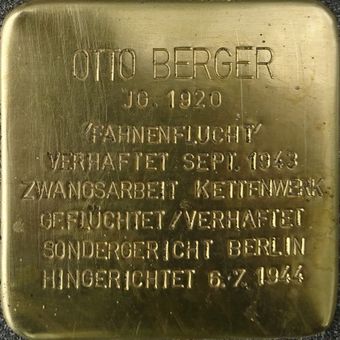 OTTO BERGER
JG. 1920
'FAHNENFLUCHT'
VERHAFTET SEPT. 1943
ZWANGSARBEIT KETTENWERK
GEFLÜCHTET/VERHAFTET
SONDERGERICHT BERLIN
HINGERICHTET 6.7. 1944